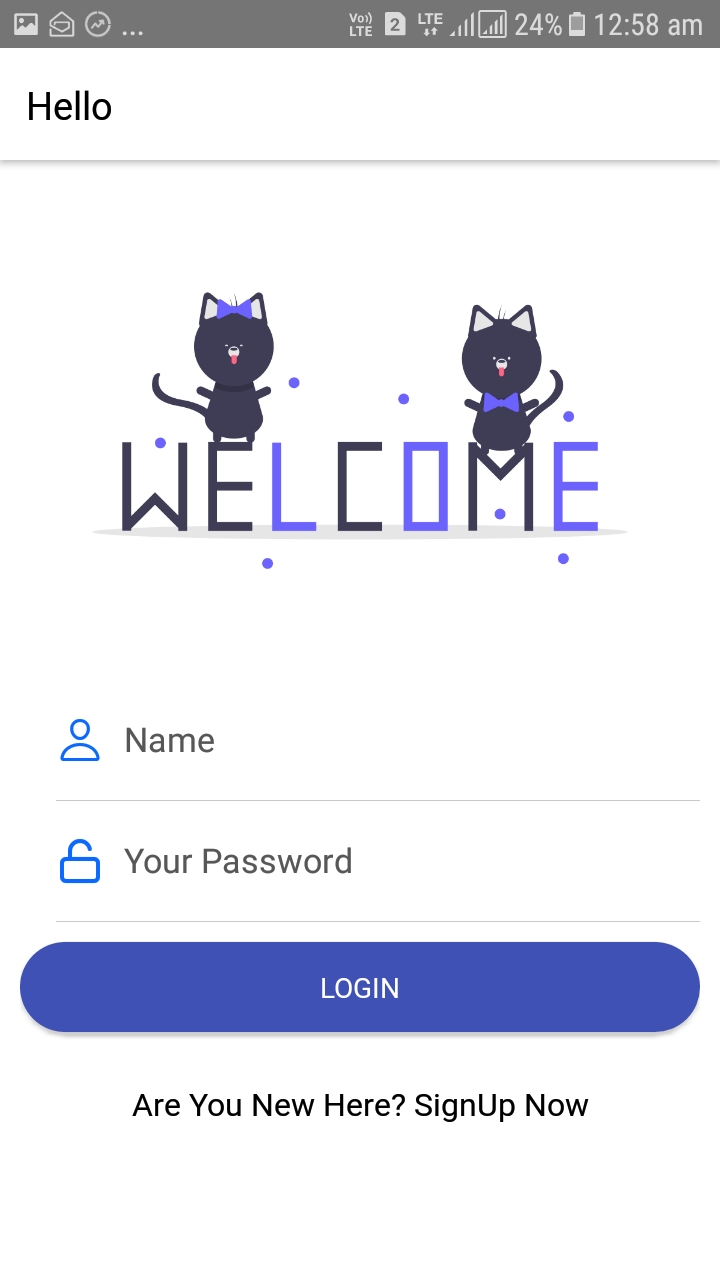 ... Vo)) LTE 2 LTE 24% 12:58 am
Hello
WELCOME
Name
Your Password
LOGIN
Are You New Here? SignUp Now